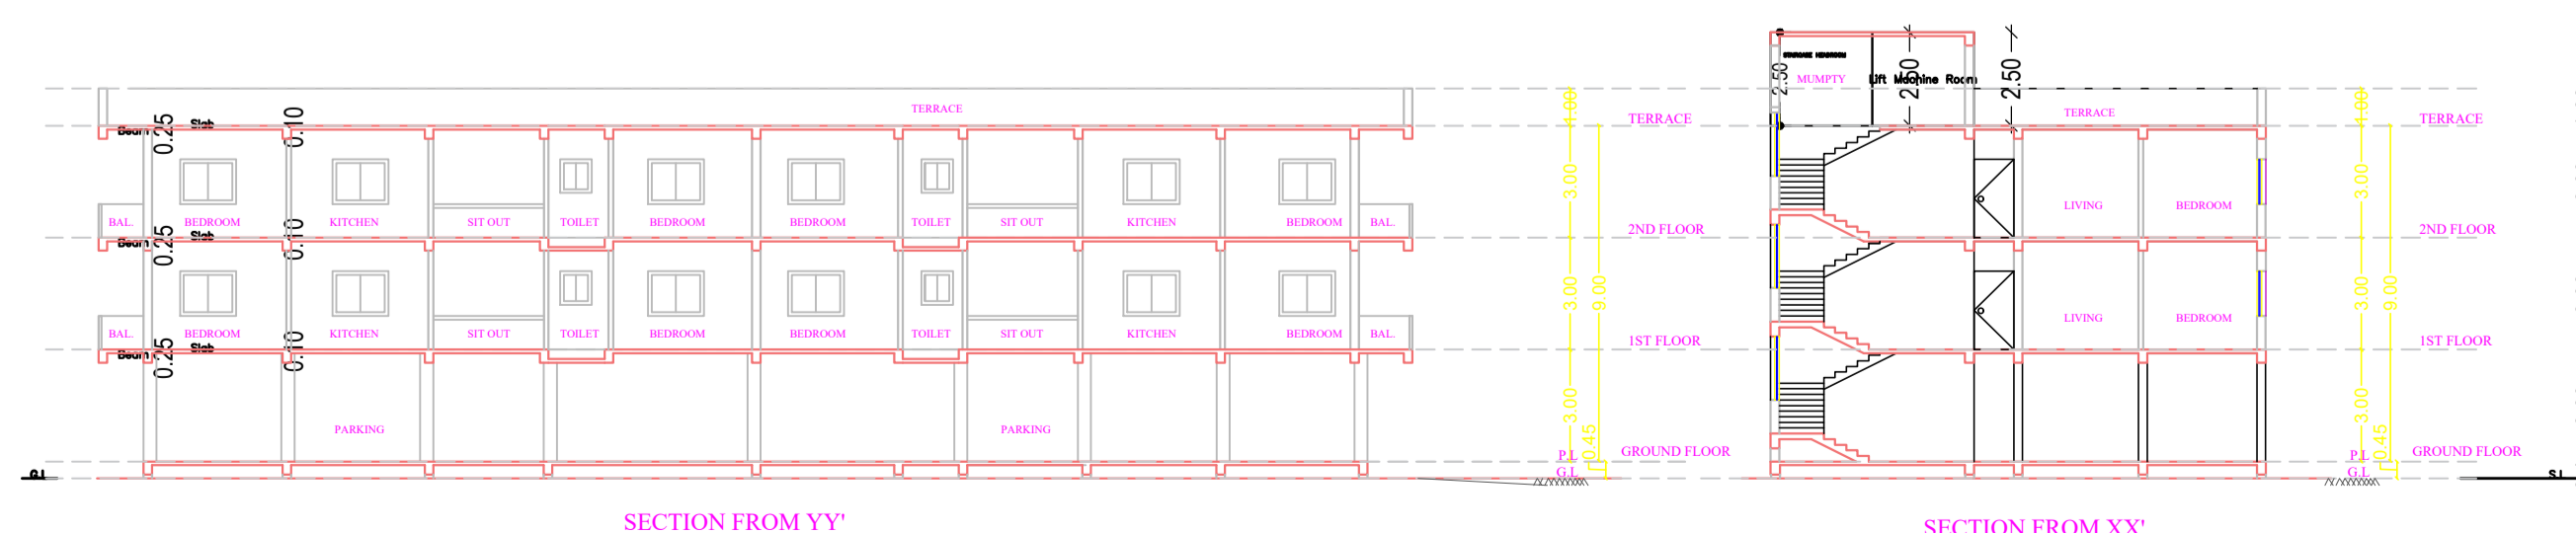 TERRACE
Beam
0.25
Slab
0.10
BAL.
BEDROOM
KITCHEN
SIT OUT
TOILET
BEDROOM
BEDROOM
TOILET
SIT OUT
KITCHEN
BEDROOM
BAL.
Beam
0.25
Slab
0.10
BAL.
BEDROOM
KITCHEN
SIT OUT
TOILET
BEDROOM
BEDROOM
TOILET
SIT OUT
KITCHEN
BEDROOM
BAL.
Beam
0.25
Slab
0.10
PARKING
PARKING
G.L
SECTION FROM YY'
1.00
3.00
3.00
3.00
9.00
0.45
P.L
G.L
TERRACE
2ND FLOOR
1ST FLOOR
GROUND FLOOR
STAIRCASE HEADROOM
2.50
MUMPTY
Lift Machine Room
2.50
2.50
TERRACE
LIVING
BEDROOM
LIVING
BEDROOM
1.00
3.00
3.00
3.00
9.00
0.45
P.L
G.L
TERRACE
2ND FLOOR
1ST FLOOR
GROUND FLOOR
SECTION FROM XX'